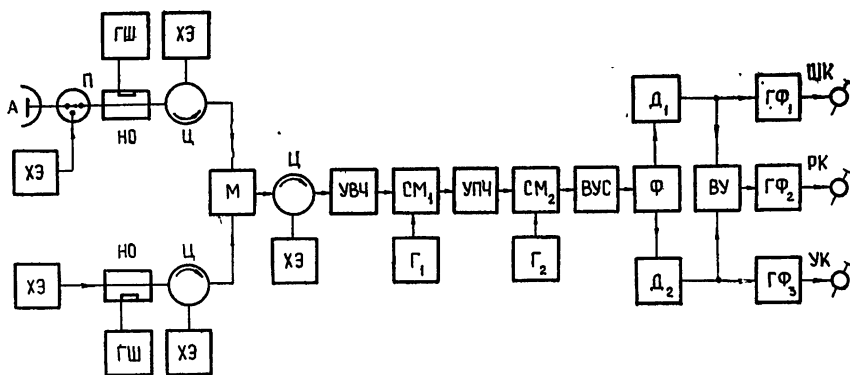 ГШ
ХЭ
П
А
НО
Ц
ХЭ
М
Ц
ХЭ
УВЧ
СМ₁
Г₁
УПЧ
СМ₂
Г₂
ВУС
Ф
Д₁
Д₂
ВУ
ГФ₁
ШК
ГФ₂
РК
ГФ₃
УК
НО
Ц
ХЭ
ГШ
ХЭ